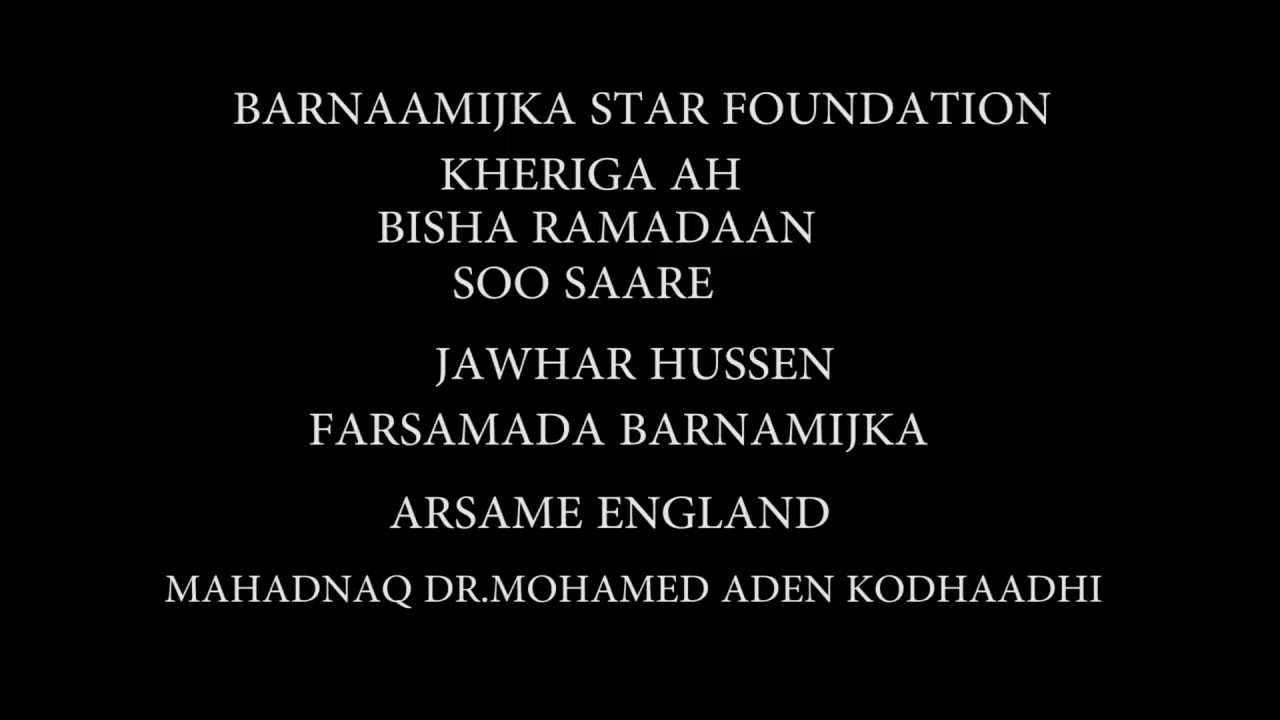 BARNAAMIJKA STAR FOUNDATION
KHERIGA AH
BISHA RAMADAAN
SOO SAARE
JAWHAR HUSSEN
FARSAMADA BARNAMIJKA
ARSAME ENGLAND
MAHADNAQ DR.MOHAMED ADEN KODHAADHI